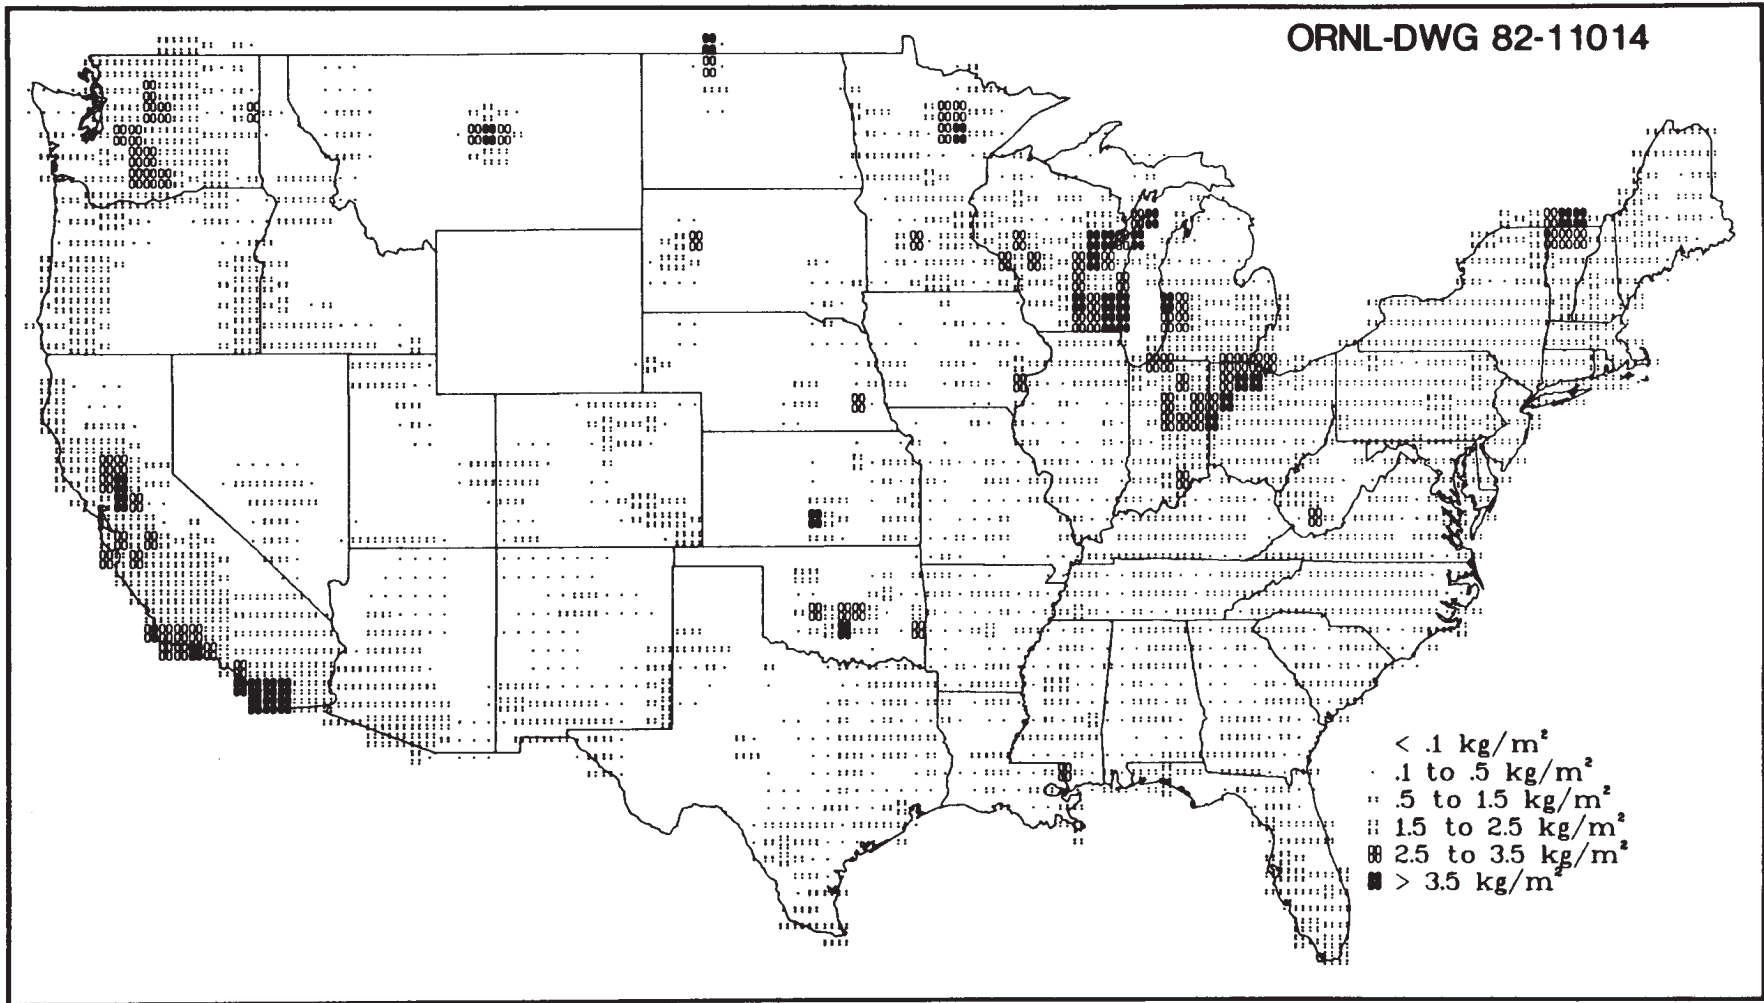 ORNL-DWG 82-11014
< .1 kg/m²
. .1 to .5 kg/m²
.5 to 1.5 kg/m²
1.5 to 2.5 kg/m²
2.5 to 3.5 kg/m²
> 3.5 kg/m²